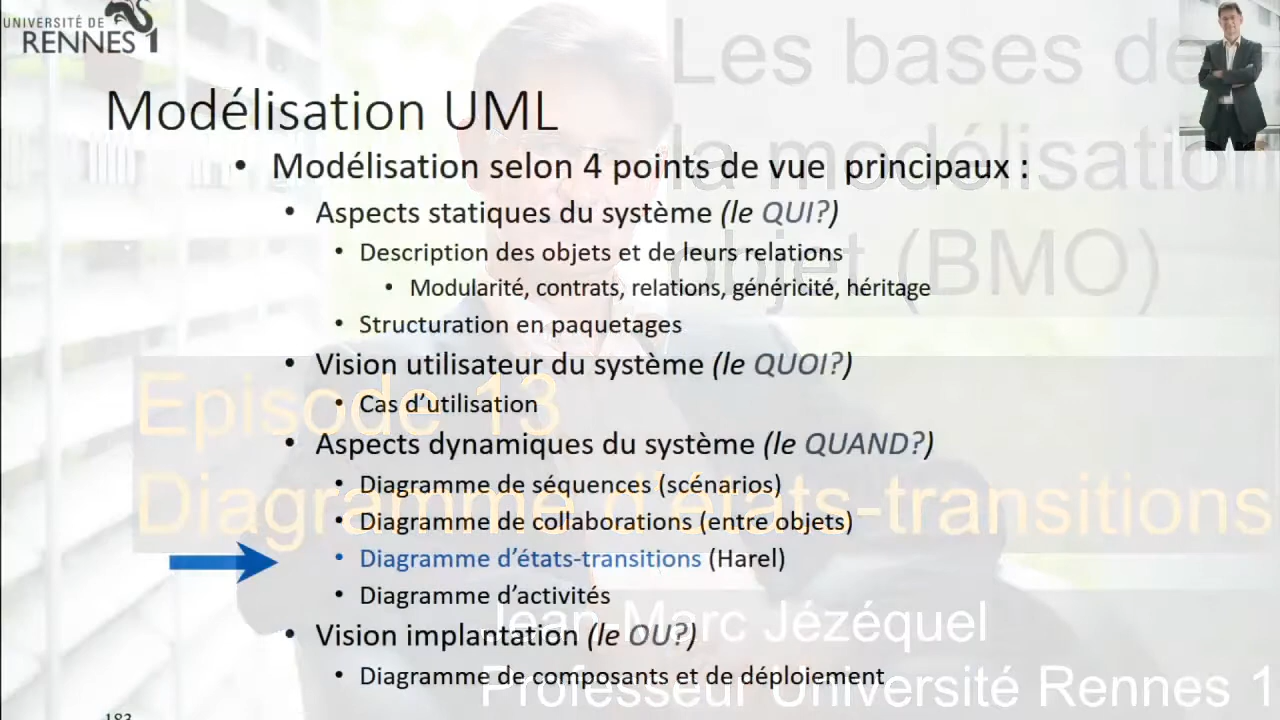 UNIVERSITÉ DE
RENNES 1
Les bases de
la modélisation
objet (BMO)
Modélisation UML
• Modélisation selon 4 points de vue principaux :
• Aspects statiques du système (le QUI?)
• Description des objets et de leurs relations
• Modularité, contrats, relations, généricité, héritage
• Structuration en paquetages
• Vision utilisateur du système (le QUOI?)
• Cas d’utilisation
• Aspects dynamiques du système (le QUAND?)
• Diagramme de séquences (scénarios)
• Diagramme de collaborations (entre objets)
• Diagramme d’états-transitions (Harel)
• Diagramme d’activités
• Vision implantation (le OU?)
• Diagramme de composants et de déploiement
Episode 13
Diagramme d’états-transitions
Jean-Marc Jézéquel
Professeur Université Rennes 1
183